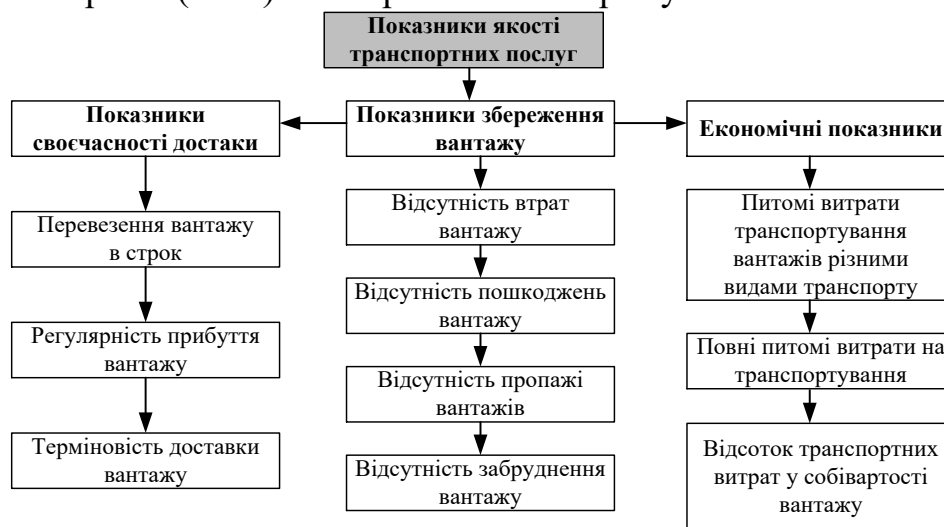 Показники якості
транспортних послуг
Показники
своєчасності достаки
Перевезення вантажу
в строк
Регулярність прибуття
вантажу
Терміновість доставки
вантажу
Показники збереження
вантажу
Відсутність втрат
вантажу
Відсутність пошкоджень
вантажу
Відсутність пропажі
вантажів
Відсутність забруднення
вантажу
Економічні показники
Питомі витрати
транспортування
вантажів різними
видами транспорту
Повні питомі витрати на
транспортування
Відсоток транспортних
витрат у собівартості
вантажу